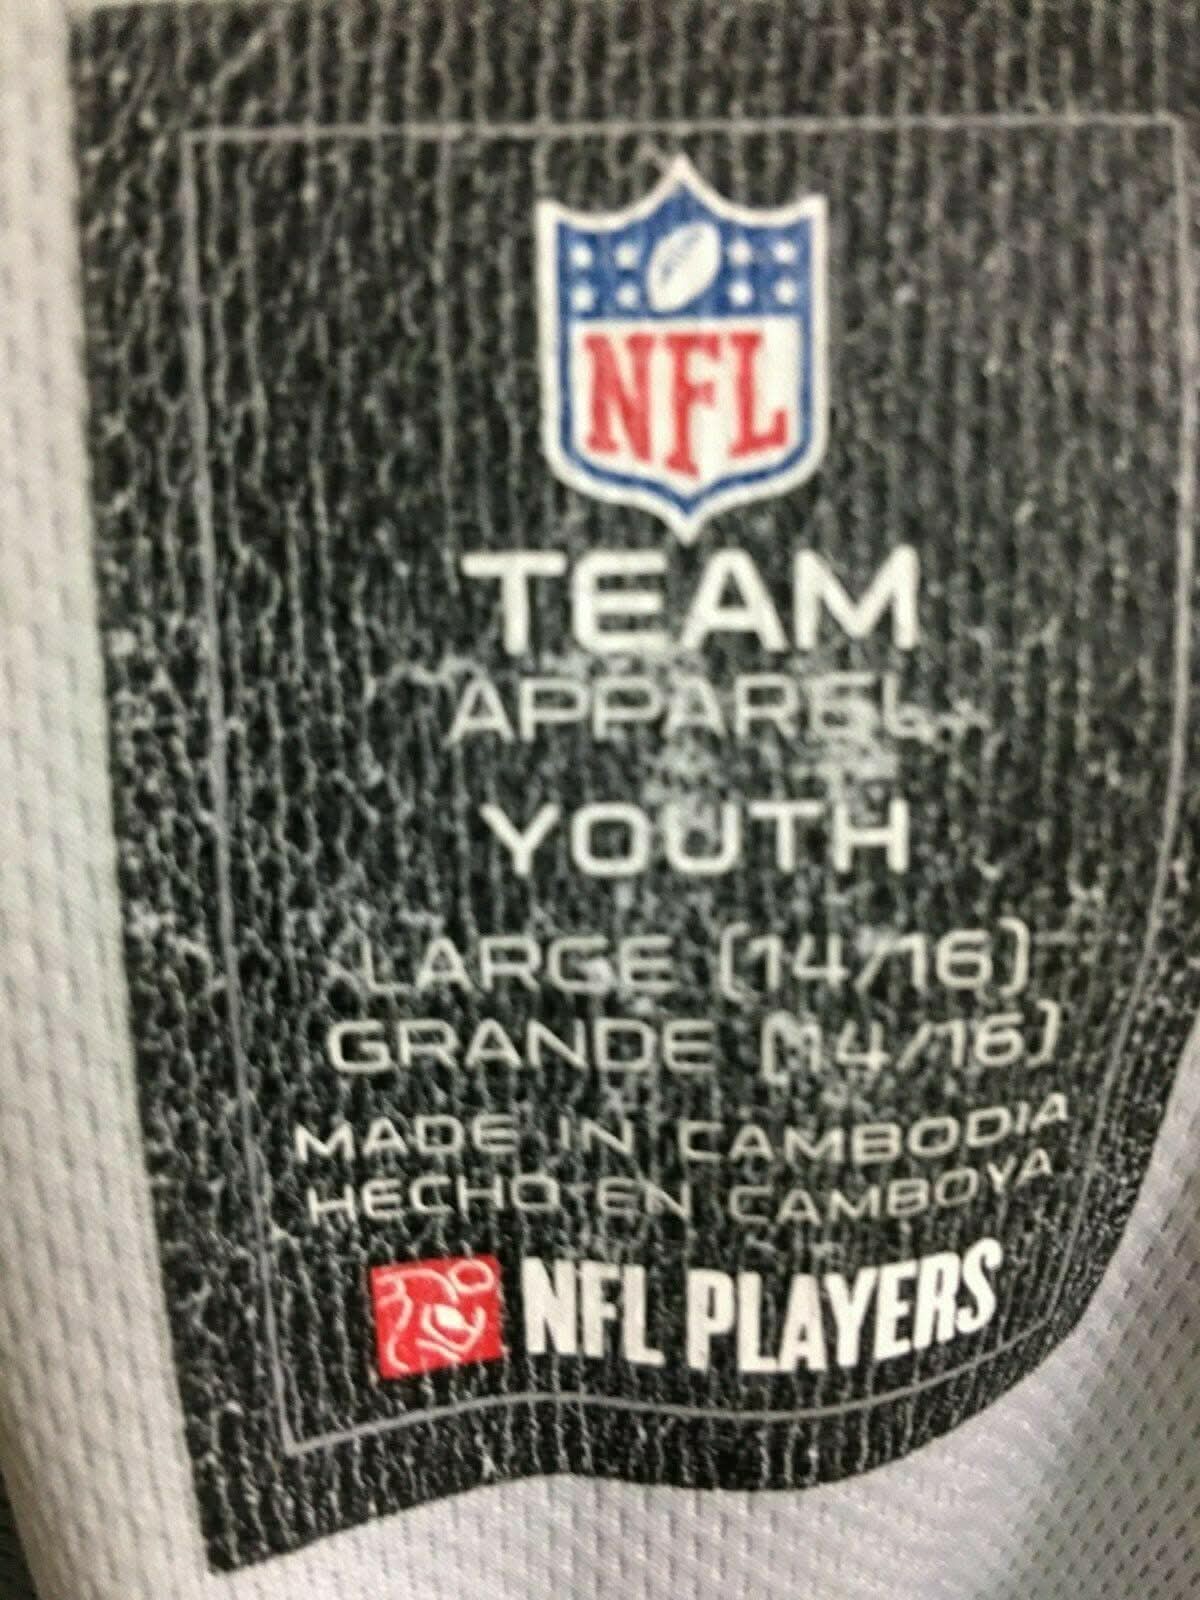 NFL
TEAM
APPAREL
YOUTH
LARGE (14/16)
GRANDE (14/16)
MADE IN CAMBODIA
HECHO EN CAMBOYA
NFL PLAYERS